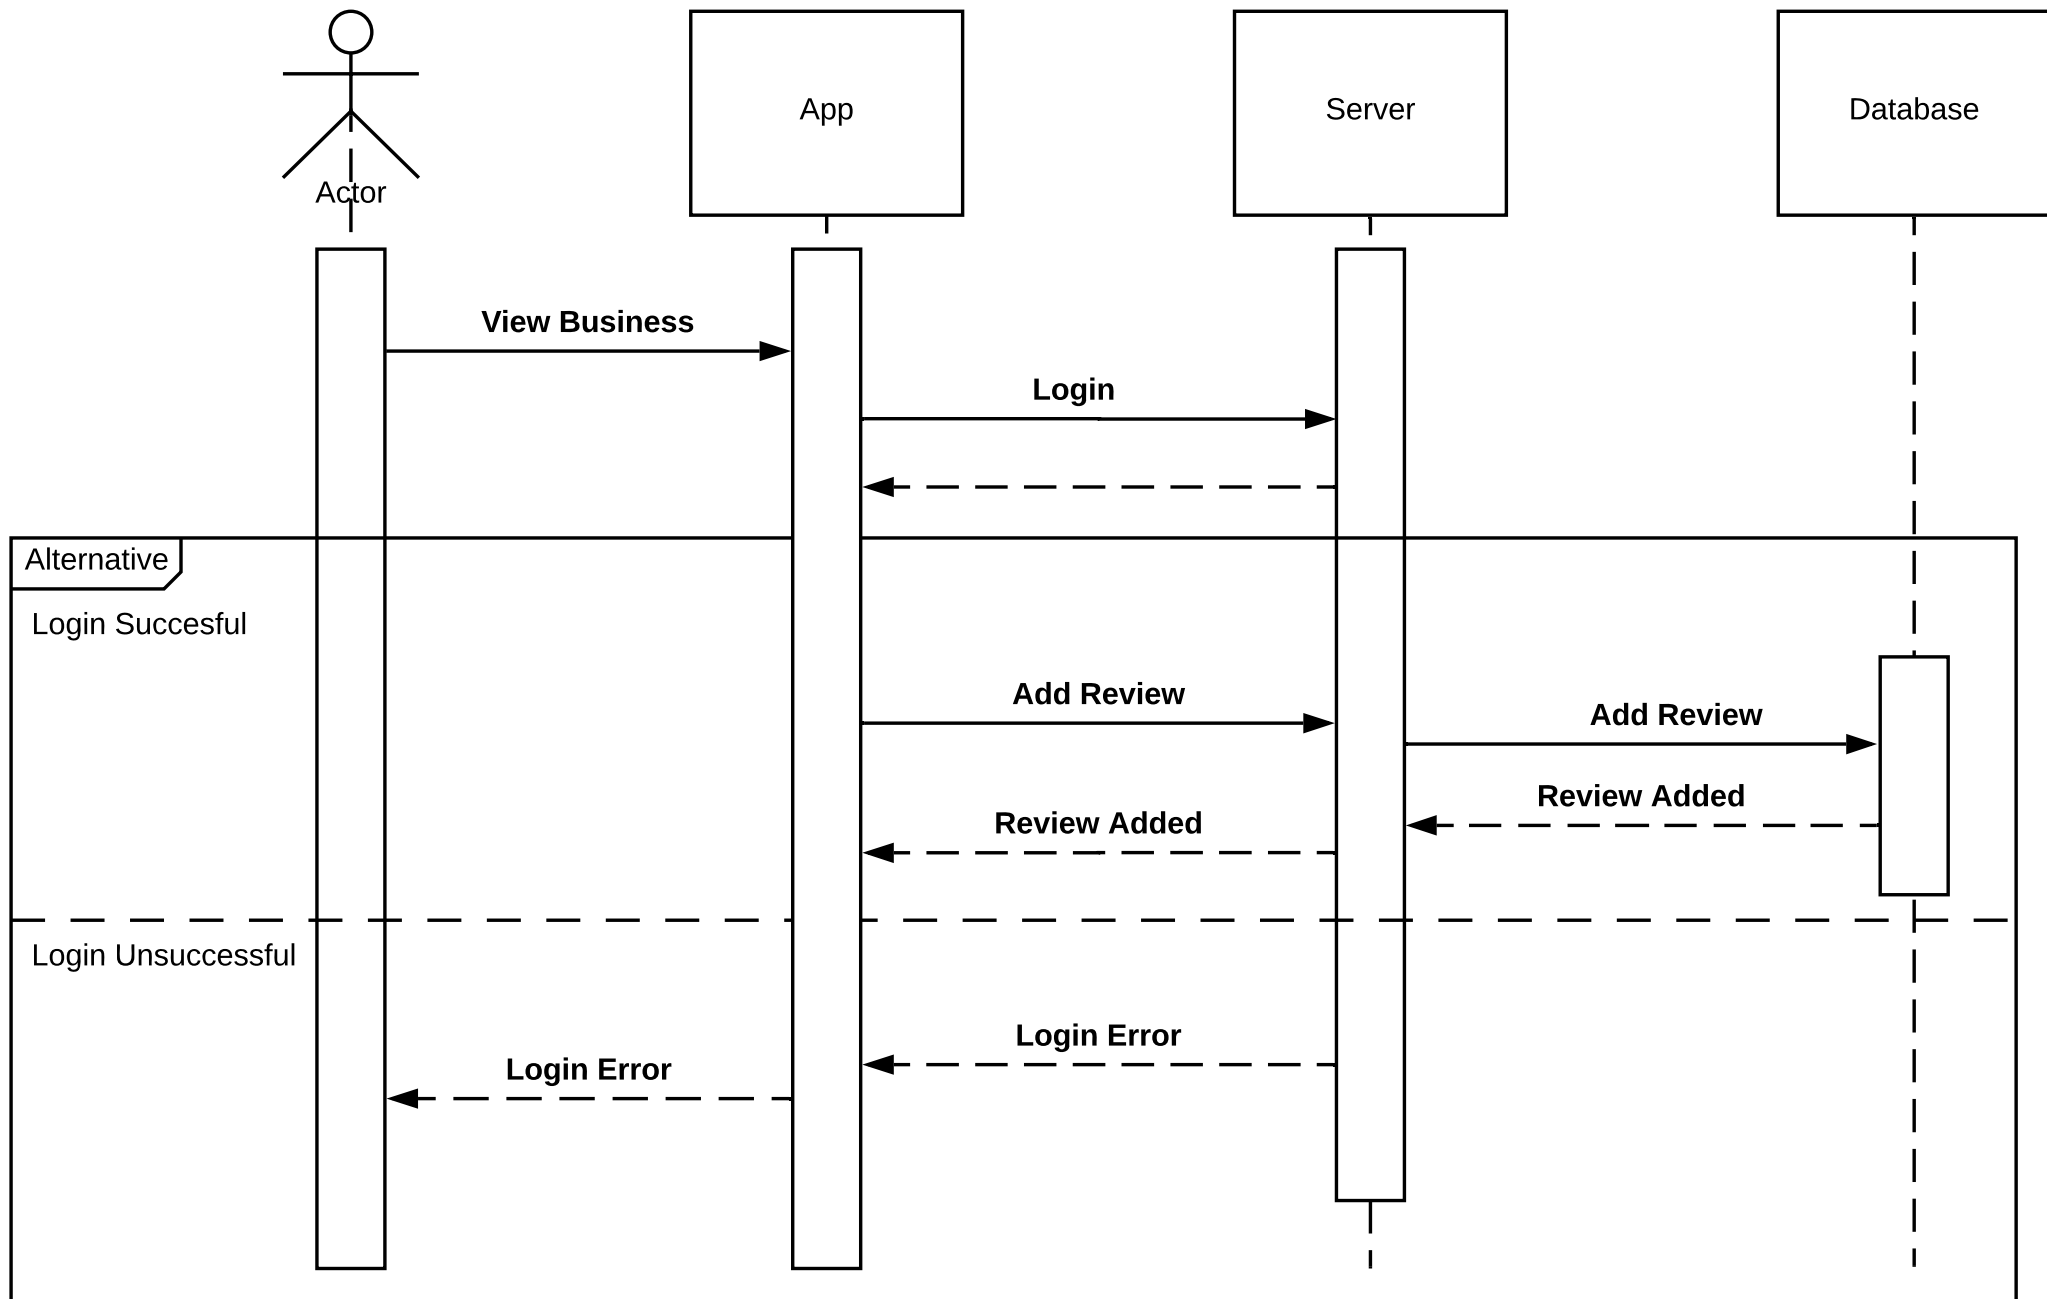 Actor
App
Server
Database
View Business
Login
Alternative
Login Succesful
Add Review
Add Review
Review Added
Review Added
Login Unsuccessful
Login Error
Login Error